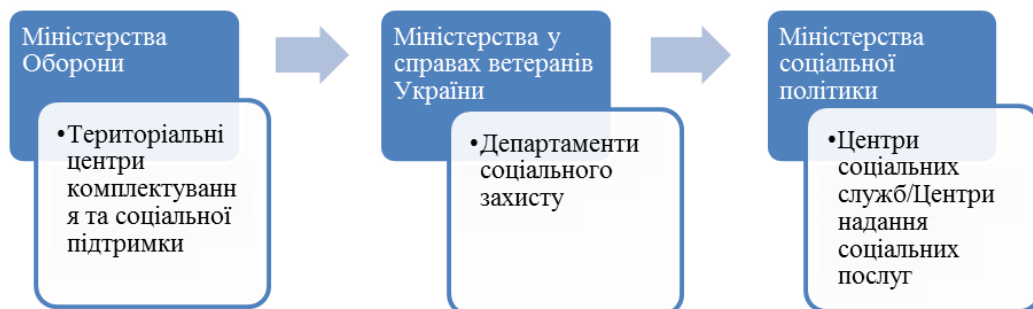 Міністерства
Оборони
•Територіальні
центри
комплектуванн
я та соціальної
підтримки
Міністерства у
справах ветеранів
України
•Департаменти
соціального
захисту
Міністерства
соціальної
політики
•Центри
соціальних
служб/Центри
надання
соціальних
послуг